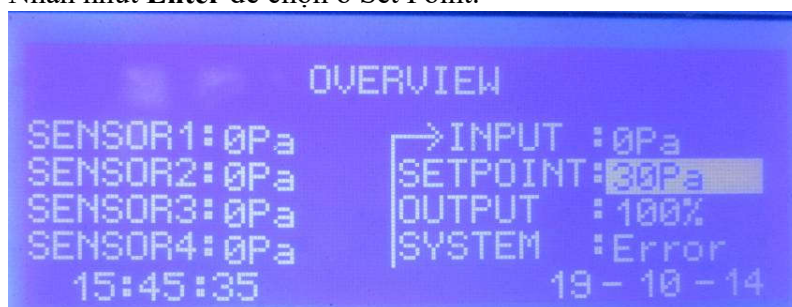 Nhấn nhút Enter để chọn ô Set Point.
OVERVIEW
SENSOR1:0Pa
SENSOR2:0Pa
SENSOR3:0Pa
SENSOR4:0Pa
15:45:35
→INPUT :0Pa
SETPOINT:30Pa
OUTPUT :100%
SYSTEM :Error
19-10-14